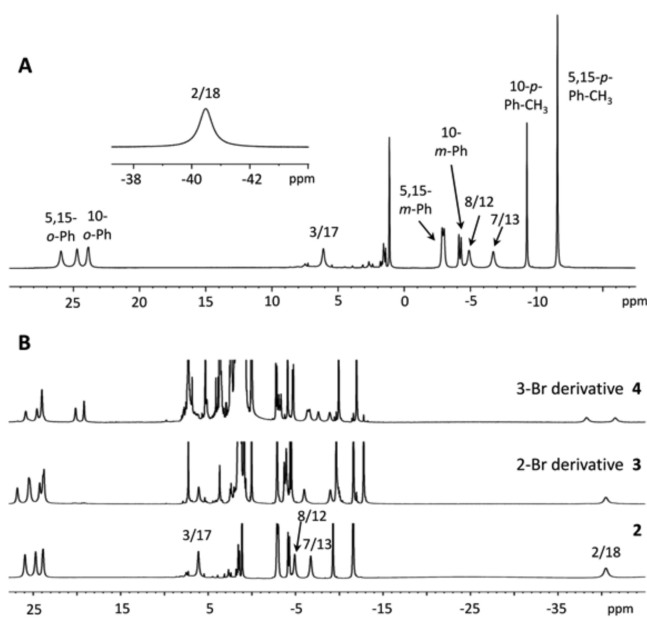 A
2/18
-38 -40 -42 ppm
5,15-
o-Ph
10-
o-Ph
3/17
5,15-
m-Ph
10-
m-Ph
8/12
7/13
10-p-
Ph-CH3
5,15-p-
Ph-CH3
25 20 15 10 5 0 -5 -10 ppm
B
3-Br derivative 4
2-Br derivative 3
3/17
8/12
7/13
2
2/18
25 15 5 -5 -15 -25 -35 ppm